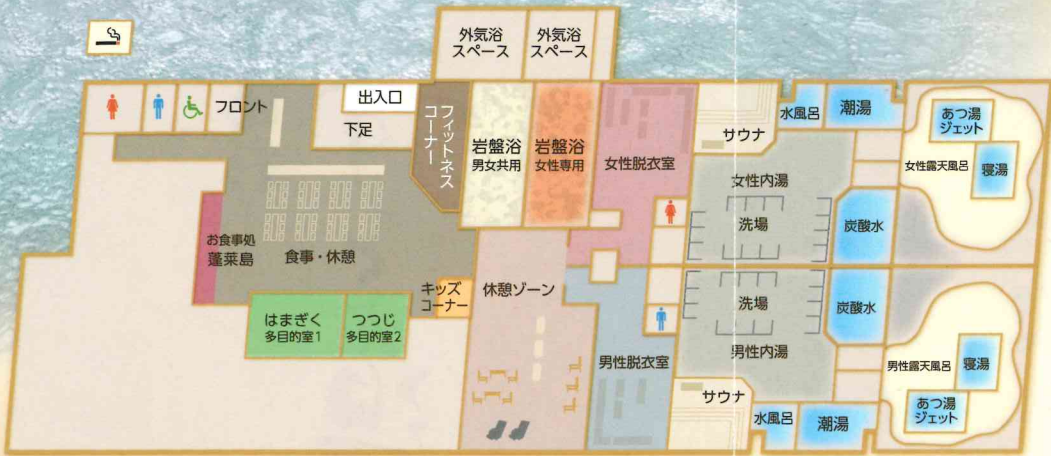 外気浴
スペース
外気浴
スペース
フロント
出入口
下足
フィットネス
コーナー
岩盤浴
男女共用
岩盤浴
女性専用
女性脱衣室
サウナ
水風呂
潮湯
あつ湯
ジェット
女性露天風呂
寝湯
女性内湯
洗場
炭酸水
お食事処
蓬莱島
食事・休憩
キッズ
コーナー
休憩ゾーン
はまぎく
多目的室1
つつじ
多目的室2
洗場
炭酸水
男性内湯
男性脱衣室
男性露天風呂
寝湯
あつ湯
ジェット
サウナ
水風呂
潮湯